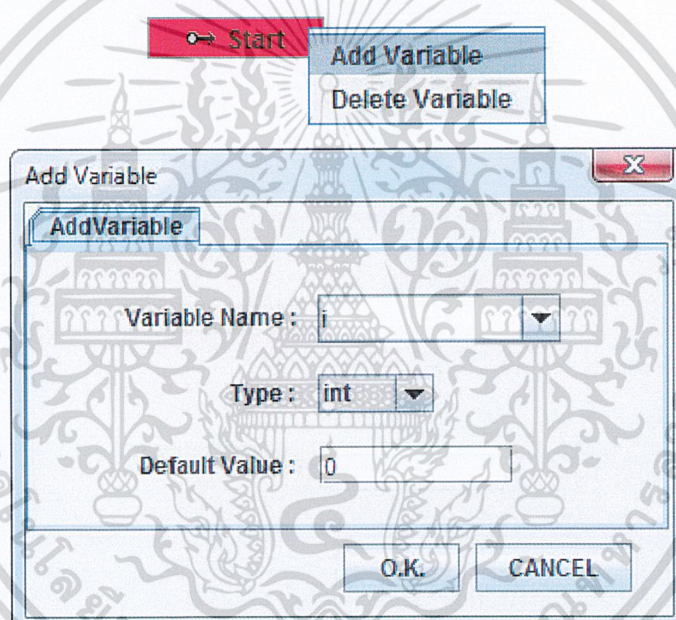 Start
Add Variable
Delete Variable
Add Variable
AddVariable
Variable Name : i
Type : int
Default Value : 0
O.K.
CANCEL